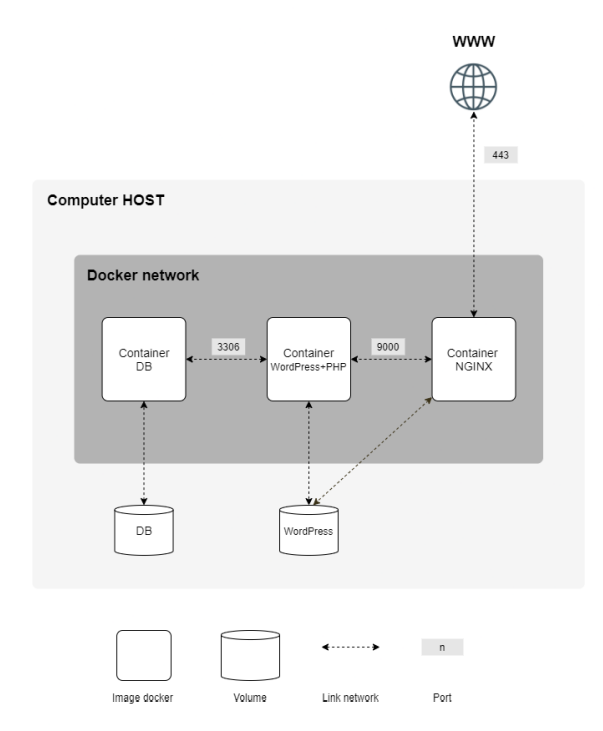 WWW
443
Computer HOST
Docker network
3306
9000
Container
DB
Container
WordPress+PHP
Container
NGINX
DB
WordPress
n
Image docker
Volume
Link network
Port